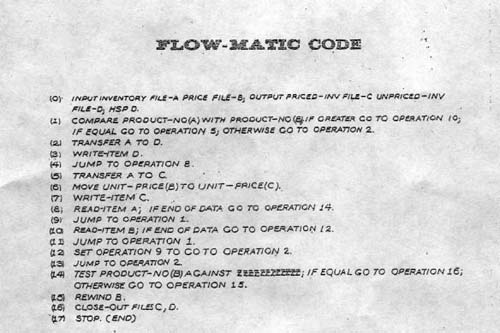 FLOW-MATIC CODE
(0) INPUT INVENTORY FILE-A PRICE FILE-B; OUTPUT PRICED-INV FILE-C UNPRICED-INV
FILE-D; HSP D.
(1) COMPARE PRODUCT-NO(A) WITH PRODUCT-NO(B) IF GREATER GO TO OPERATION 10;
IF EQUAL GO TO OPERATION 5; OTHERWISE GO TO OPERATION 2.
(2) TRANSFER A TO D.
(3) WRITE-ITEM D.
(4) JUMP TO OPERATION 8.
(5) TRANSFER A TO C.
(6) MOVE UNIT-PRICE(B) TO UNIT-PRICE(C).
(7) WRITE-ITEM C.
(8) READ-ITEM A; IF END OF DATA GO TO OPERATION 14.
(9) JUMP TO OPERATION 1.
(10) READ-ITEM B; IF END OF DATA GO TO OPERATION 12.
(11) JUMP TO OPERATION 1.
(12) SET OPERATION 9 TO GO TO OPERATION 2.
(13) JUMP TO OPERATION 2.
(14) TEST PRODUCT-NO(B) AGAINST ZZZZZZZZZZZZ; IF EQUAL GO TO OPERATION 16;
OTHERWISE GO TO OPERATION 15.
(15) REWIND B.
(16) CLOSE-OUT FILES C, D.
(17) STOP. (END)